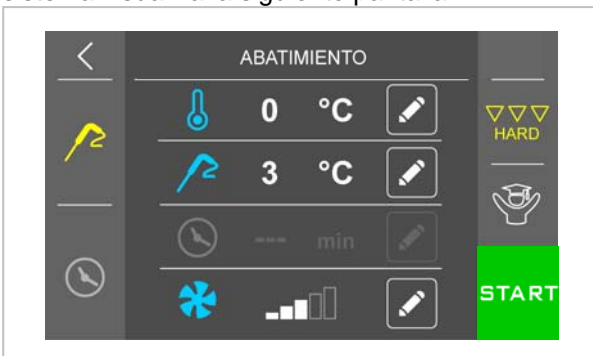 ABATIMIENTO
0 °C
HARD
3 °C
--- min
START